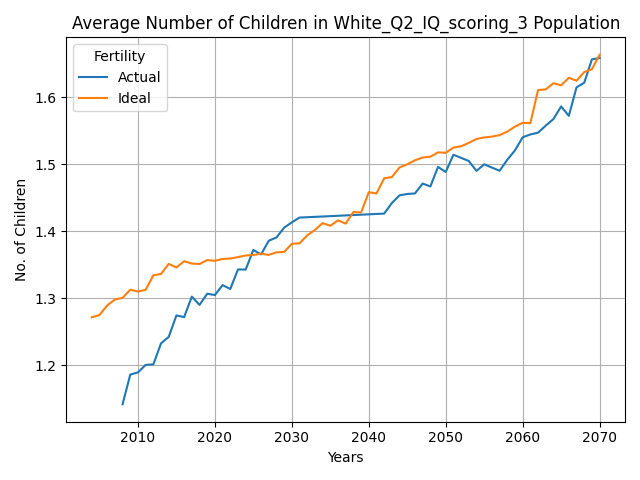 Average Number of Children in White_Q2_IQ_scoring_3 Population
Fertility
Actual
Ideal
No. of Children
1.6
1.5
1.4
1.3
1.2
2010 2020 2030 2040 2050 2060 2070
Years